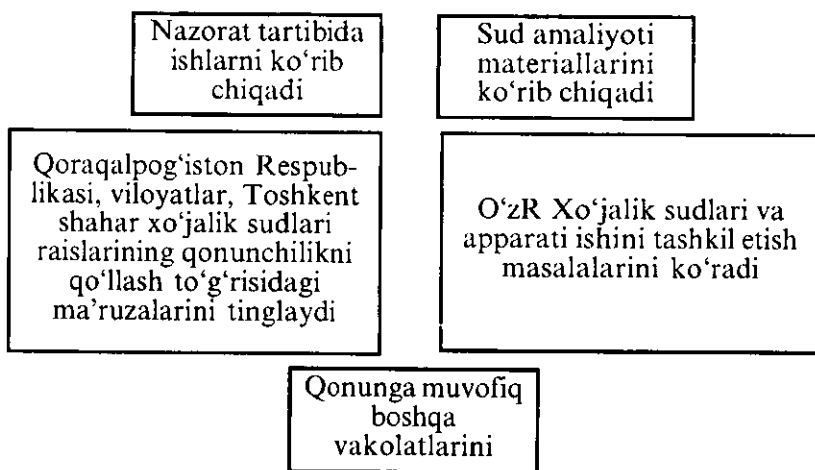 Nazorat tartibida
ishlarni ko‘rib
chiqadi
Sud amaliyoti
materiallarini
ko‘rib chiqadi
Qoraqalpog‘iston Respub-
likasi, viloyatlar, Toshkent
shahar xo‘jalik sudlari
raislarining qonunchilikni
qo‘llash to‘g‘risidagi
ma’ruzalarini tinglaydi
O‘zR Xo‘jalik sudlari va
apparati ishini tashkil etish
masalalarini ko‘radi
Qonunga muvofiq
boshqa
vakolatlarini